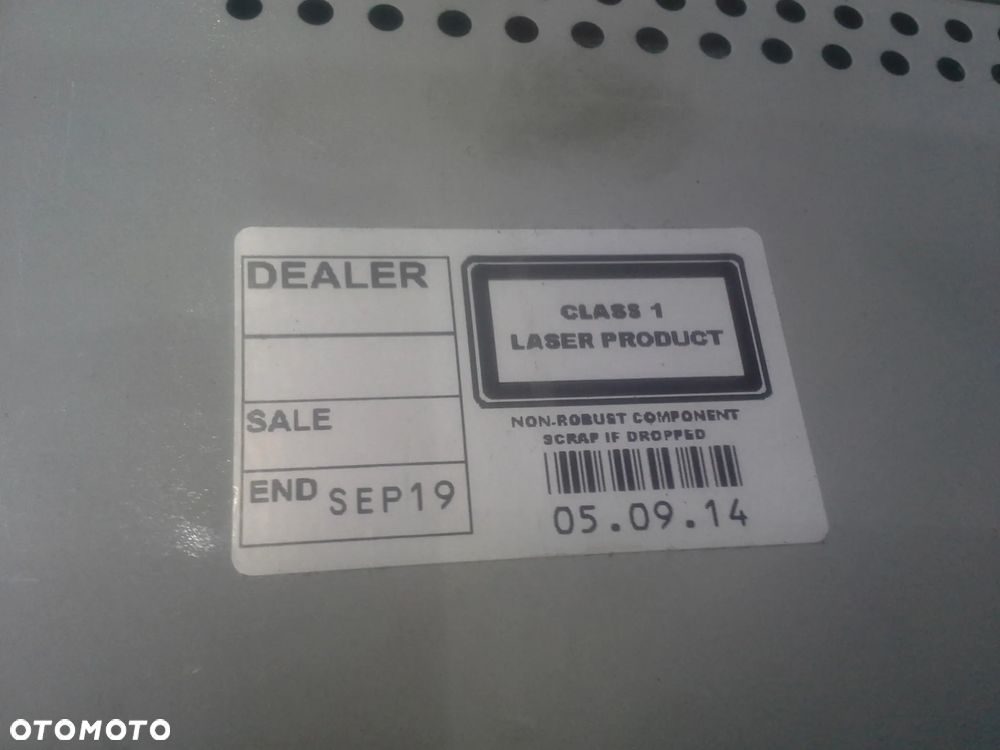 DEALER
SALE
END SEP19
CLASS 1
LASER PRODUCT
NON-ROBUST COMPONENT
SCRAP IF DROPPED
05.09.14
OTOMOTO